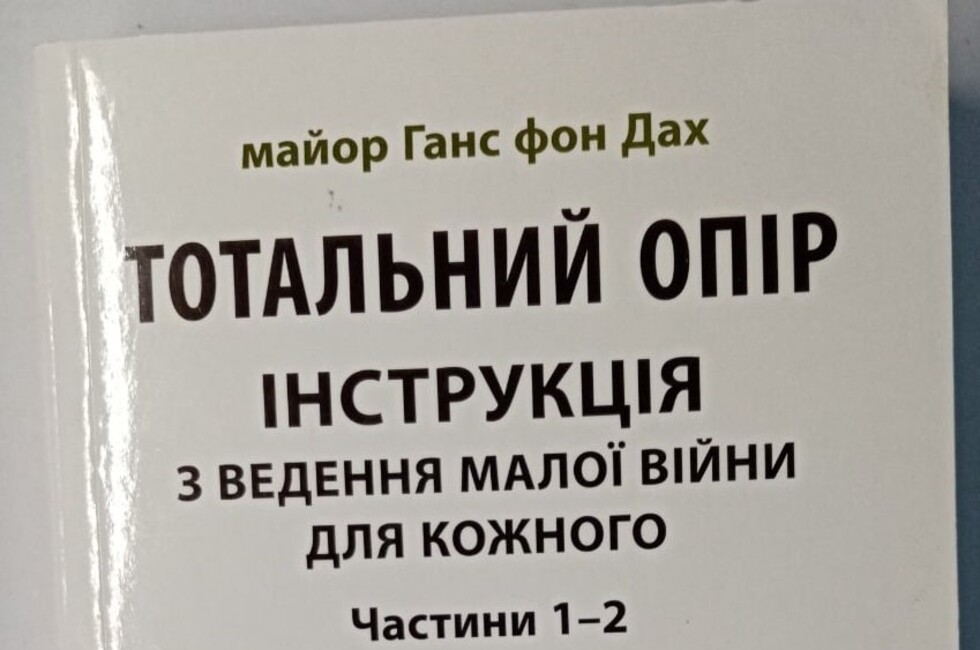 майор Ганс фон Дах
ТОТАЛЬНИЙ ОПІР
ІНСТРУКЦІЯ
З ВЕДЕННЯ МАЛОЇ ВІЙНИ
ДЛЯ КОЖНОГО
Частини 1–2